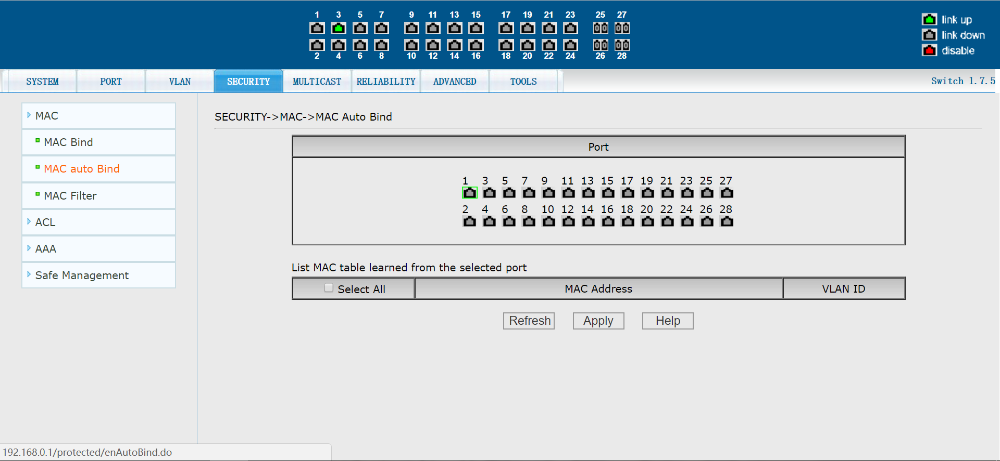 1 3 5 7 9 11 13 15 17 19 21 23 25 27
2 4 6 8 10 12 14 16 18 20 22 24 26 28
link up
link down
disable
SYSTEM PORT VLAN SECURITY MULTICAST RELIABILITY ADVANCED TOOLS Switch 1.7.5
MAC
MAC Bind
MAC auto Bind
MAC Filter
ACL
AAA
Safe Management
SECURITY->MAC->MAC Auto Bind
Port
1 3 5 7 9 11 13 15 17 19 21 23 25 27
2 4 6 8 10 12 14 16 18 20 22 24 26 28
List MAC table learned from the selected port
Select All MAC Address VLAN ID
Refresh Apply Help
192.168.0.1/protected/enAutoBind.do